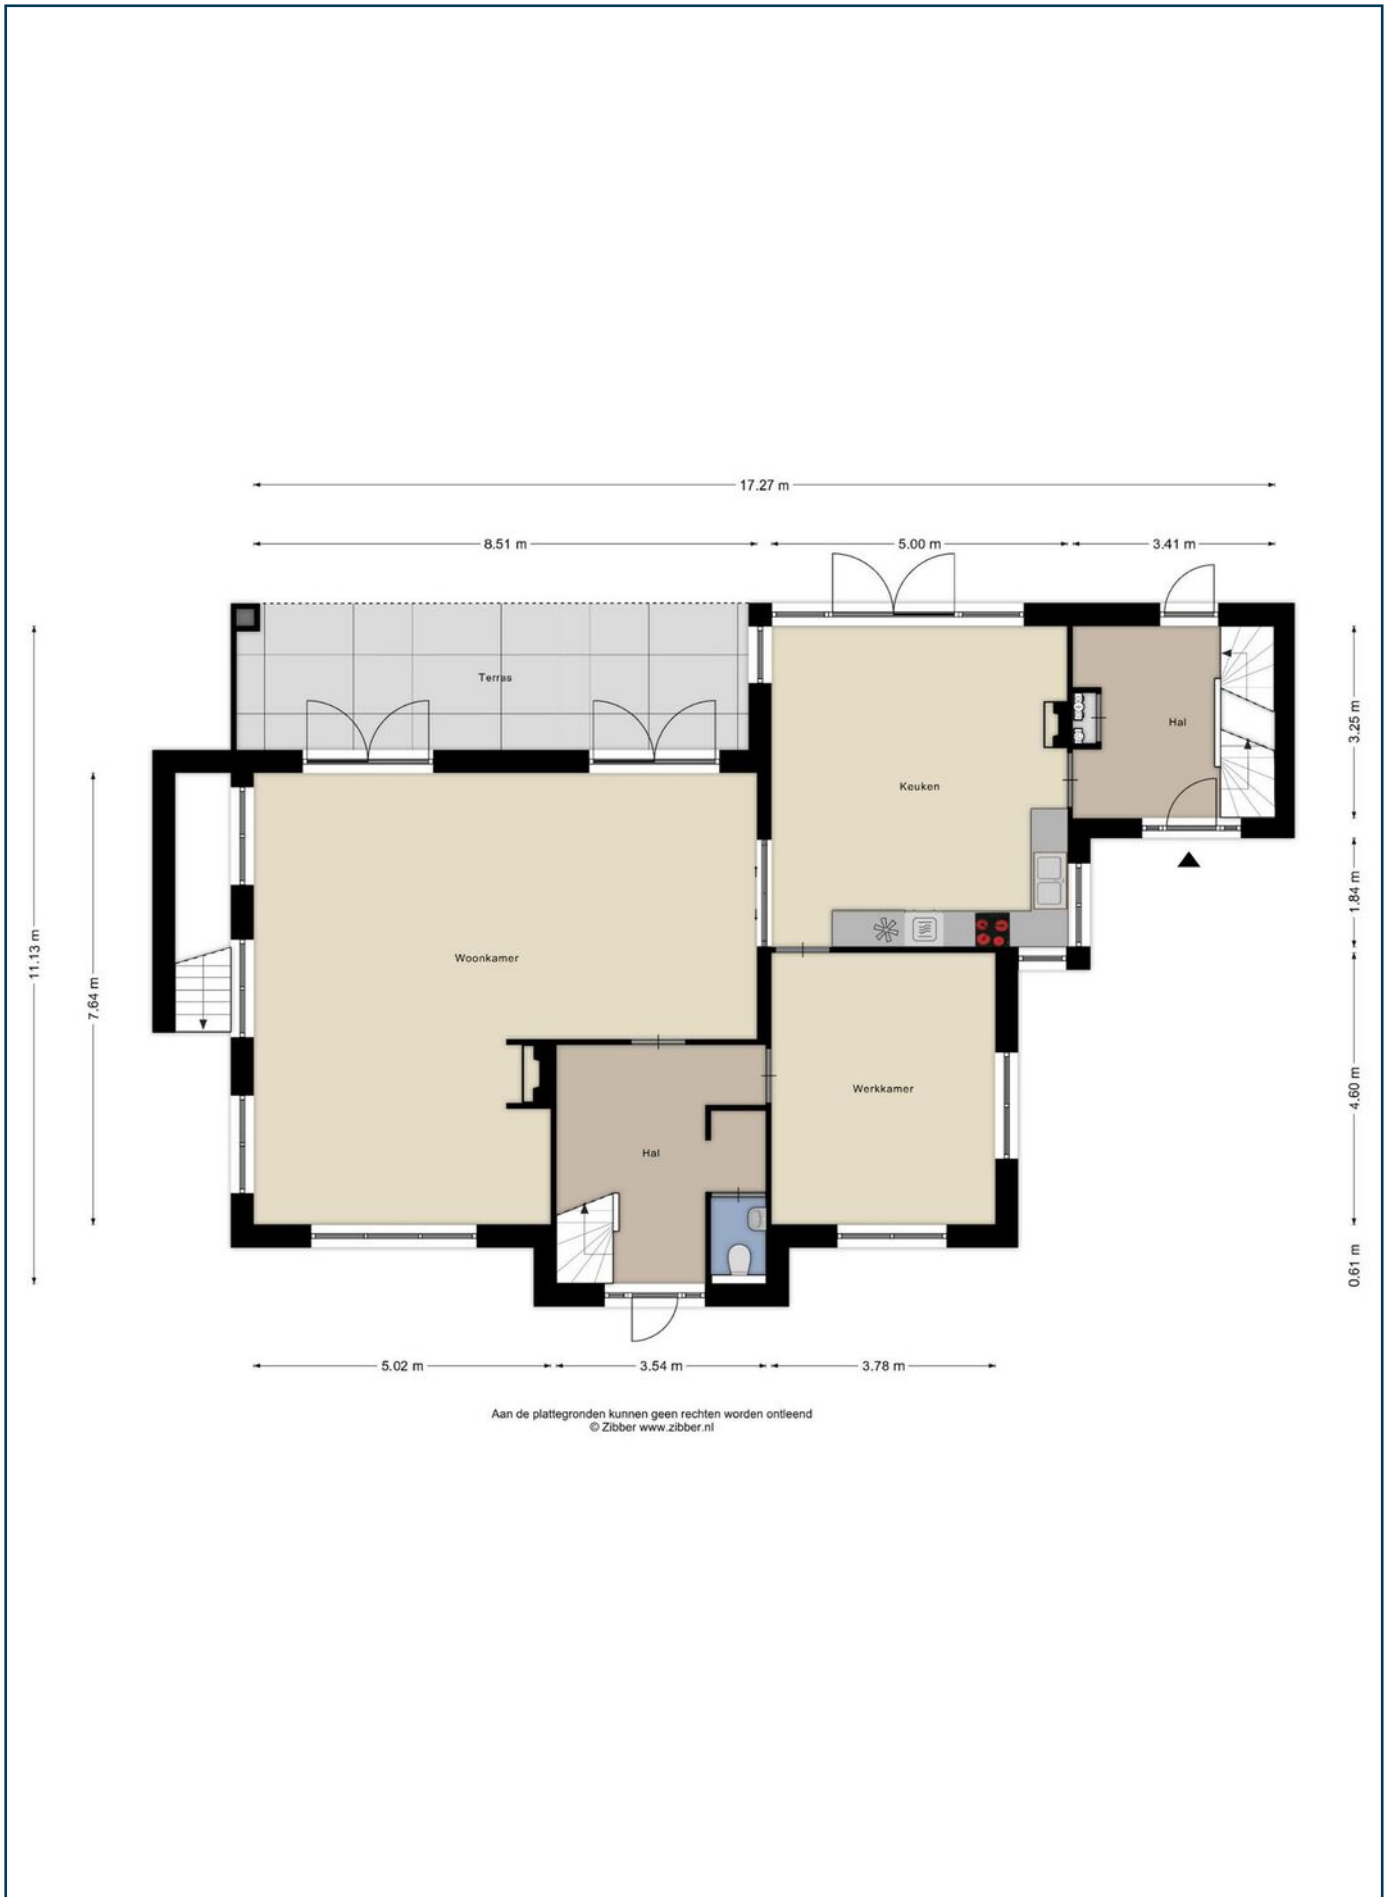 17.27 m
8.51 m
5.00 m
3.41 m
Terras
Hal
Keuken
Woonkamer
Werkkamer
Hal
11.13 m
7.64 m
3.25 m
1.84 m
4.60 m
0.61 m
5.02 m
3.54 m
3.78 m
Aan de plattegronden kunnen geen rechten worden ontleend
© Zibber www.zibber.nl